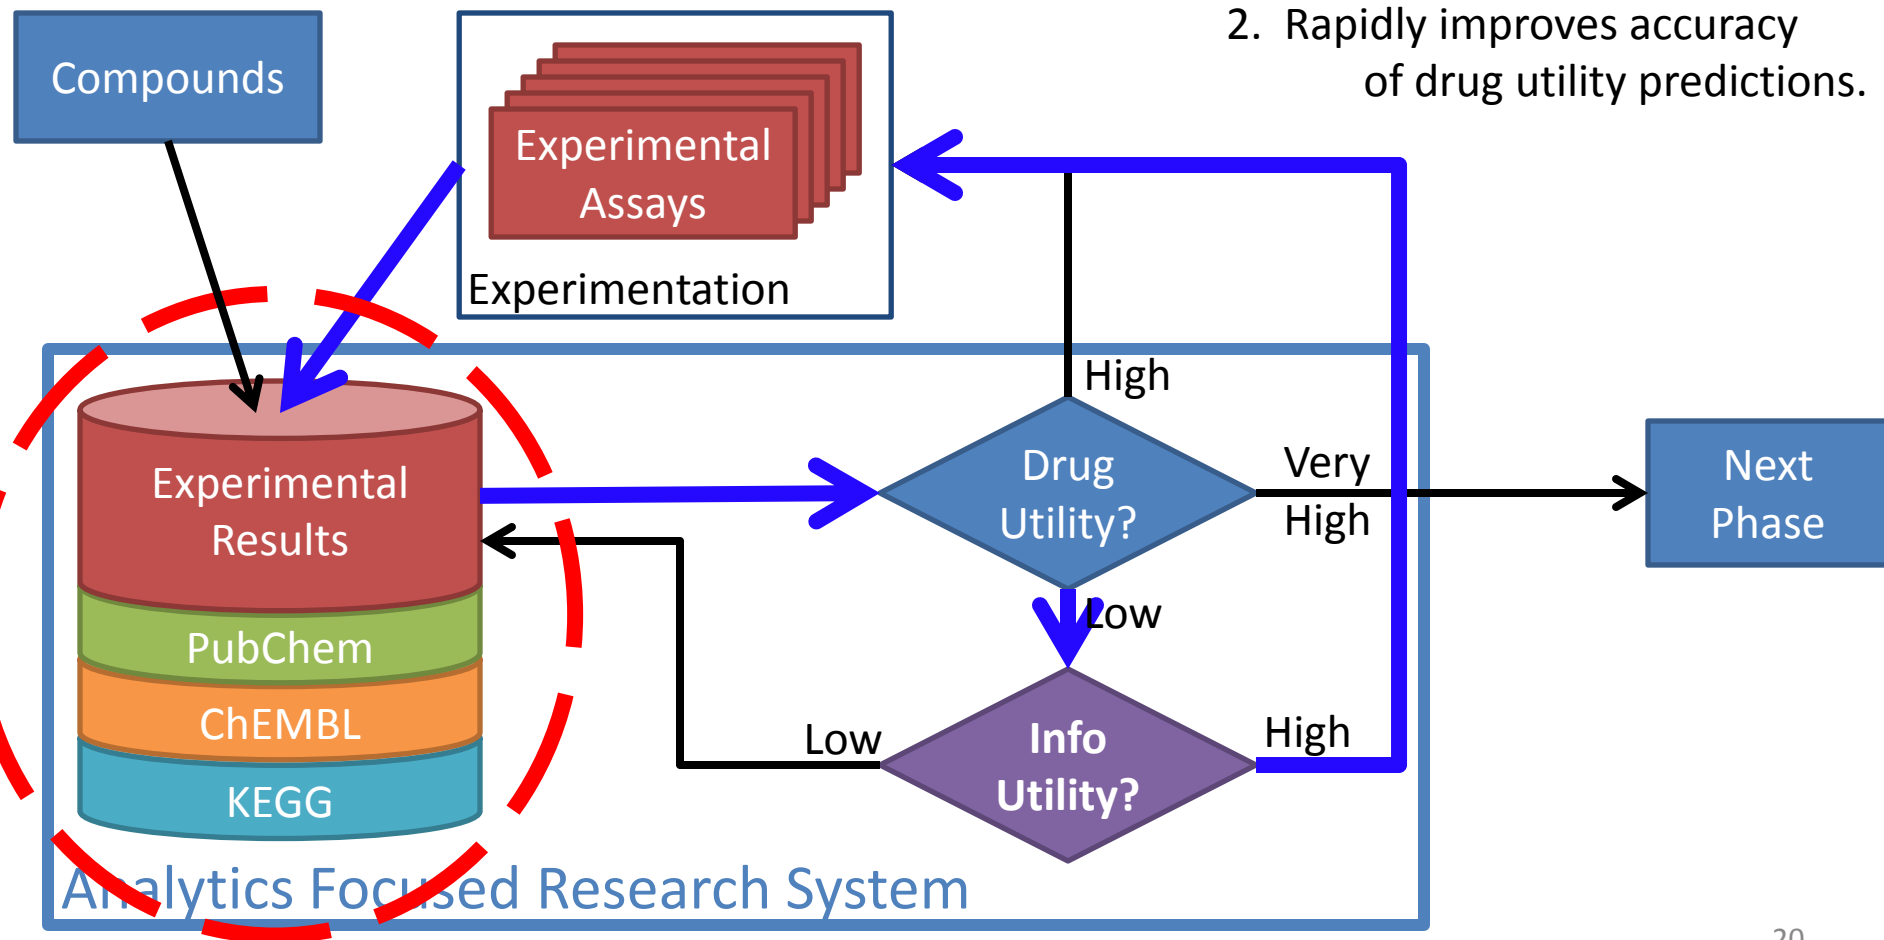 2. Rapidly improves accuracy
of drug utility predictions.
Compounds
Experimental
Assays
Experimentation
High
Experimental
Results
Drug
Utility?
Very
High
Next
Phase
Low
PubChem
ChEMBL
KEGG
Low
Info
Utility?
High
Analytics Focused Research System
20